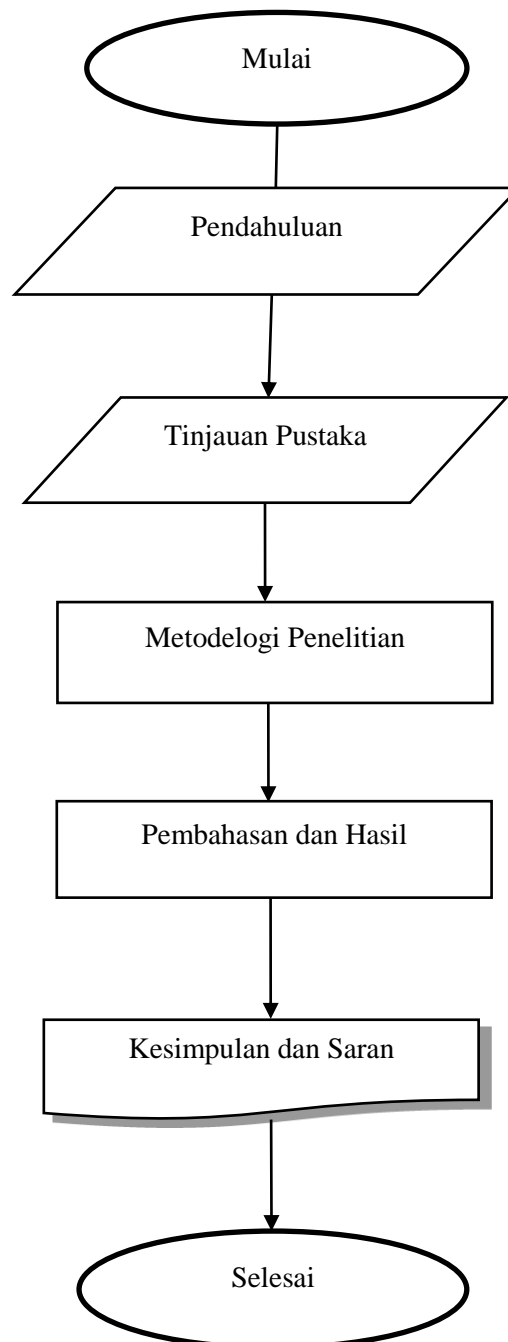 Mulai
Pendahuluan
Tinjauan Pustaka
Metodelogi Penelitian
Pembahasan dan Hasil
Kesimpulan dan Saran
Selesai